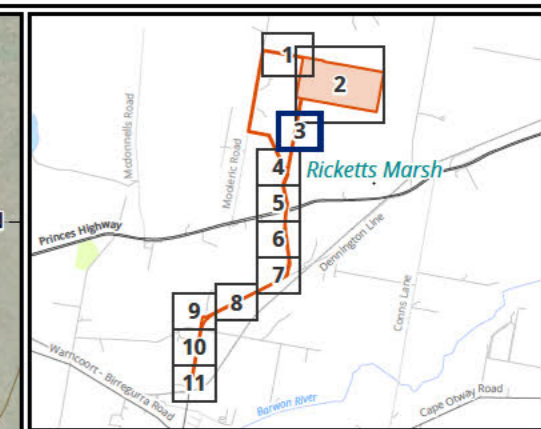 1
2
3
4
Ricketts Marsh
5
6
7
8
9
10
11
Mcdonnells Road
Mooleric Road
Princes Highway
Dennington Line
Conns Lane
Warncoort - Birregurra Road
Barwon River
Cape Otway Road